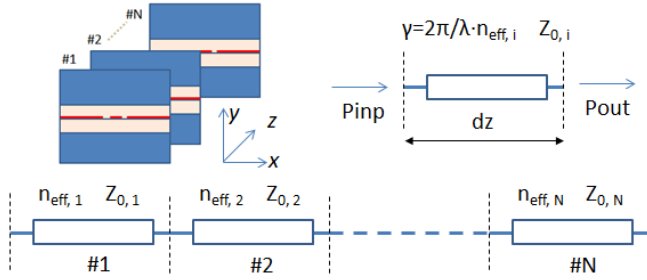 #N
#2
#1
y
z
x
γ=2π/λ·n_eff, i Z_0, i
Pinp
Pout
dz
n_eff, 1 Z_0, 1 n_eff, 2 Z_0, 2 n_eff, N Z_0, N
#1 #2 #N